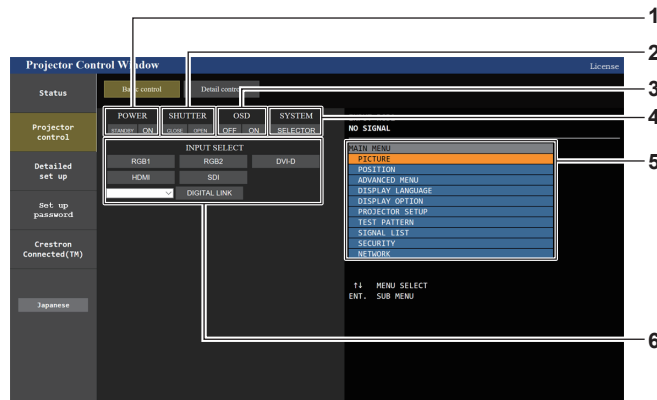 1
2
3
4
5
6
Projector Control Window
License
Status
Projector control
Detailed set up
Set up password
Crestron Connected(TM)
Japanese
Basic control
Detail control
POWER
STANDBY ON
SHUTTER
CLOSE OPEN
OSD
OFF ON
SYSTEM
SELECTOR
INPUT SELECT
RGB1 RGB2 DVI-D
HDMI SDI
DIGITAL LINK
NO SIGNAL
MAIN MENU
PICTURE
POSITION
ADVANCED MENU
DISPLAY LANGUAGE
DISPLAY OPTION
PROJECTOR SETUP
TEST PATTERN
SIGNAL LIST
SECURITY
NETWORK
↑↓ MENU SELECT
ENT. SUB MENU